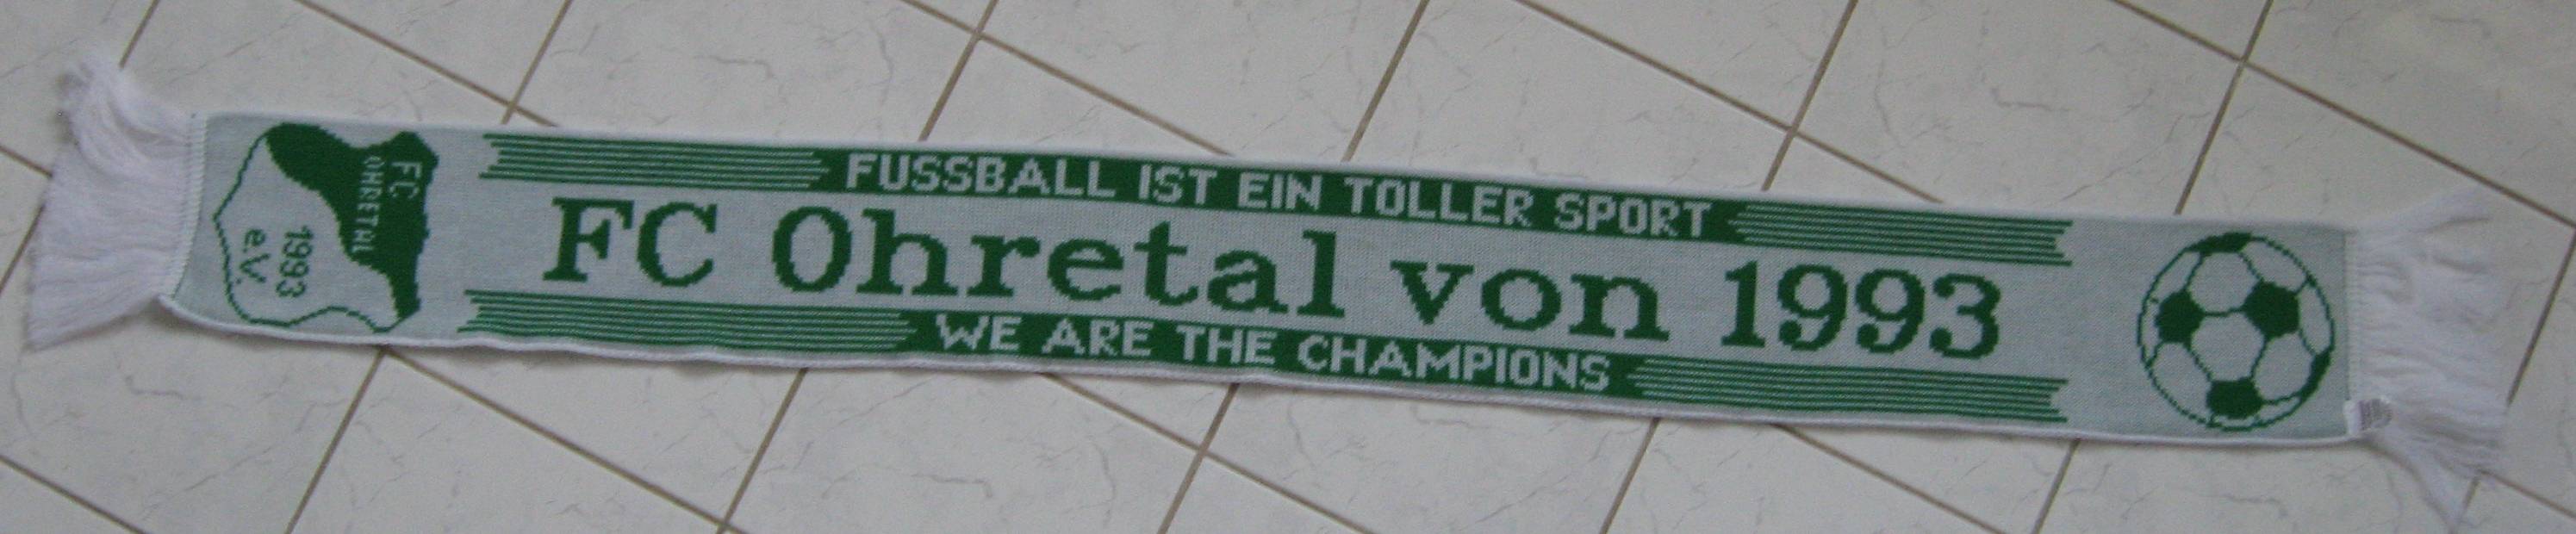 FC
OHRETAL
1993
e.V.
FUSSBALL IST EIN TOLLER SPORT
FC Ohretal von 1993
WE ARE THE CHAMPIONS